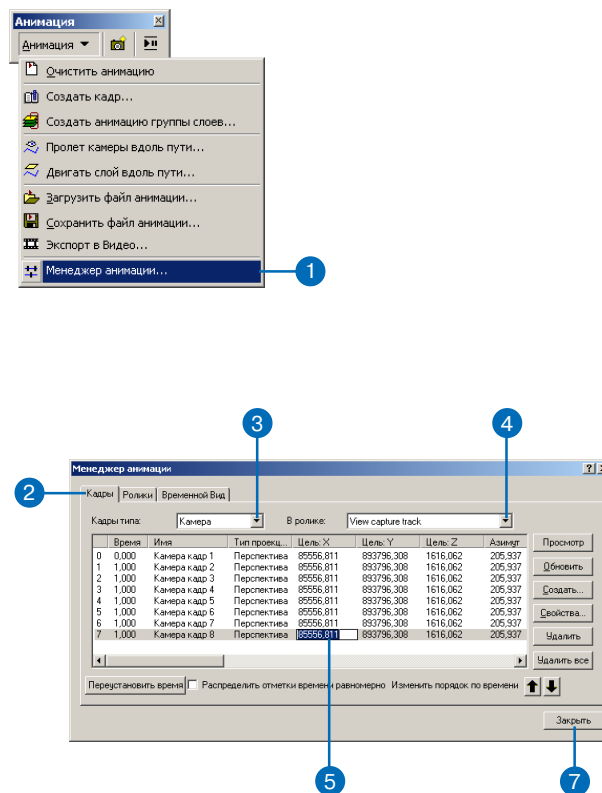 Анимация
Анимация
Очистить анимацию
Создать кадр...
Создать анимацию группы слоев...
Пролет камеры вдоль пути...
Двигать слой вдоль пути...
Загрузить файл анимации...
Сохранить файл анимации...
Экспорт в Видео...
Менеджер анимации...
1
3
4
2
Менеджер анимации
Кадры Ролики Временной Вид
Кадры типа: Камера В ролике: View capture track
Время Имя Тип проекц... Цель: X Цель: Y Цель: Z Азимут
0 0,000 Камера кадр 1 Перспектива 85556,811 893796,308 1616,062 205,937
1 1,000 Камера кадр 2 Перспектива 85556,811 893796,308 1616,062 205,937
2 1,000 Камера кадр 3 Перспектива 85556,811 893796,308 1616,062 205,937
3 1,000 Камера кадр 4 Перспектива 85556,811 893796,308 1616,062 205,937
4 1,000 Камера кадр 5 Перспектива 85556,811 893796,308 1616,062 205,937
5 1,000 Камера кадр 6 Перспектива 85556,811 893796,308 1616,062 205,937
6 1,000 Камера кадр 7 Перспектива 85556,811 893796,308 1616,062 205,937
7 1,000 Камера кадр 8 Перспектива 85556,811 893796,308 1616,062 205,937
Просмотр
Обновить
Создать...
Свойства...
Удалить
Удалить все
Переустановить время Распределить отметки времени равномерно Изменить порядок по времени
Закрыть
5
7